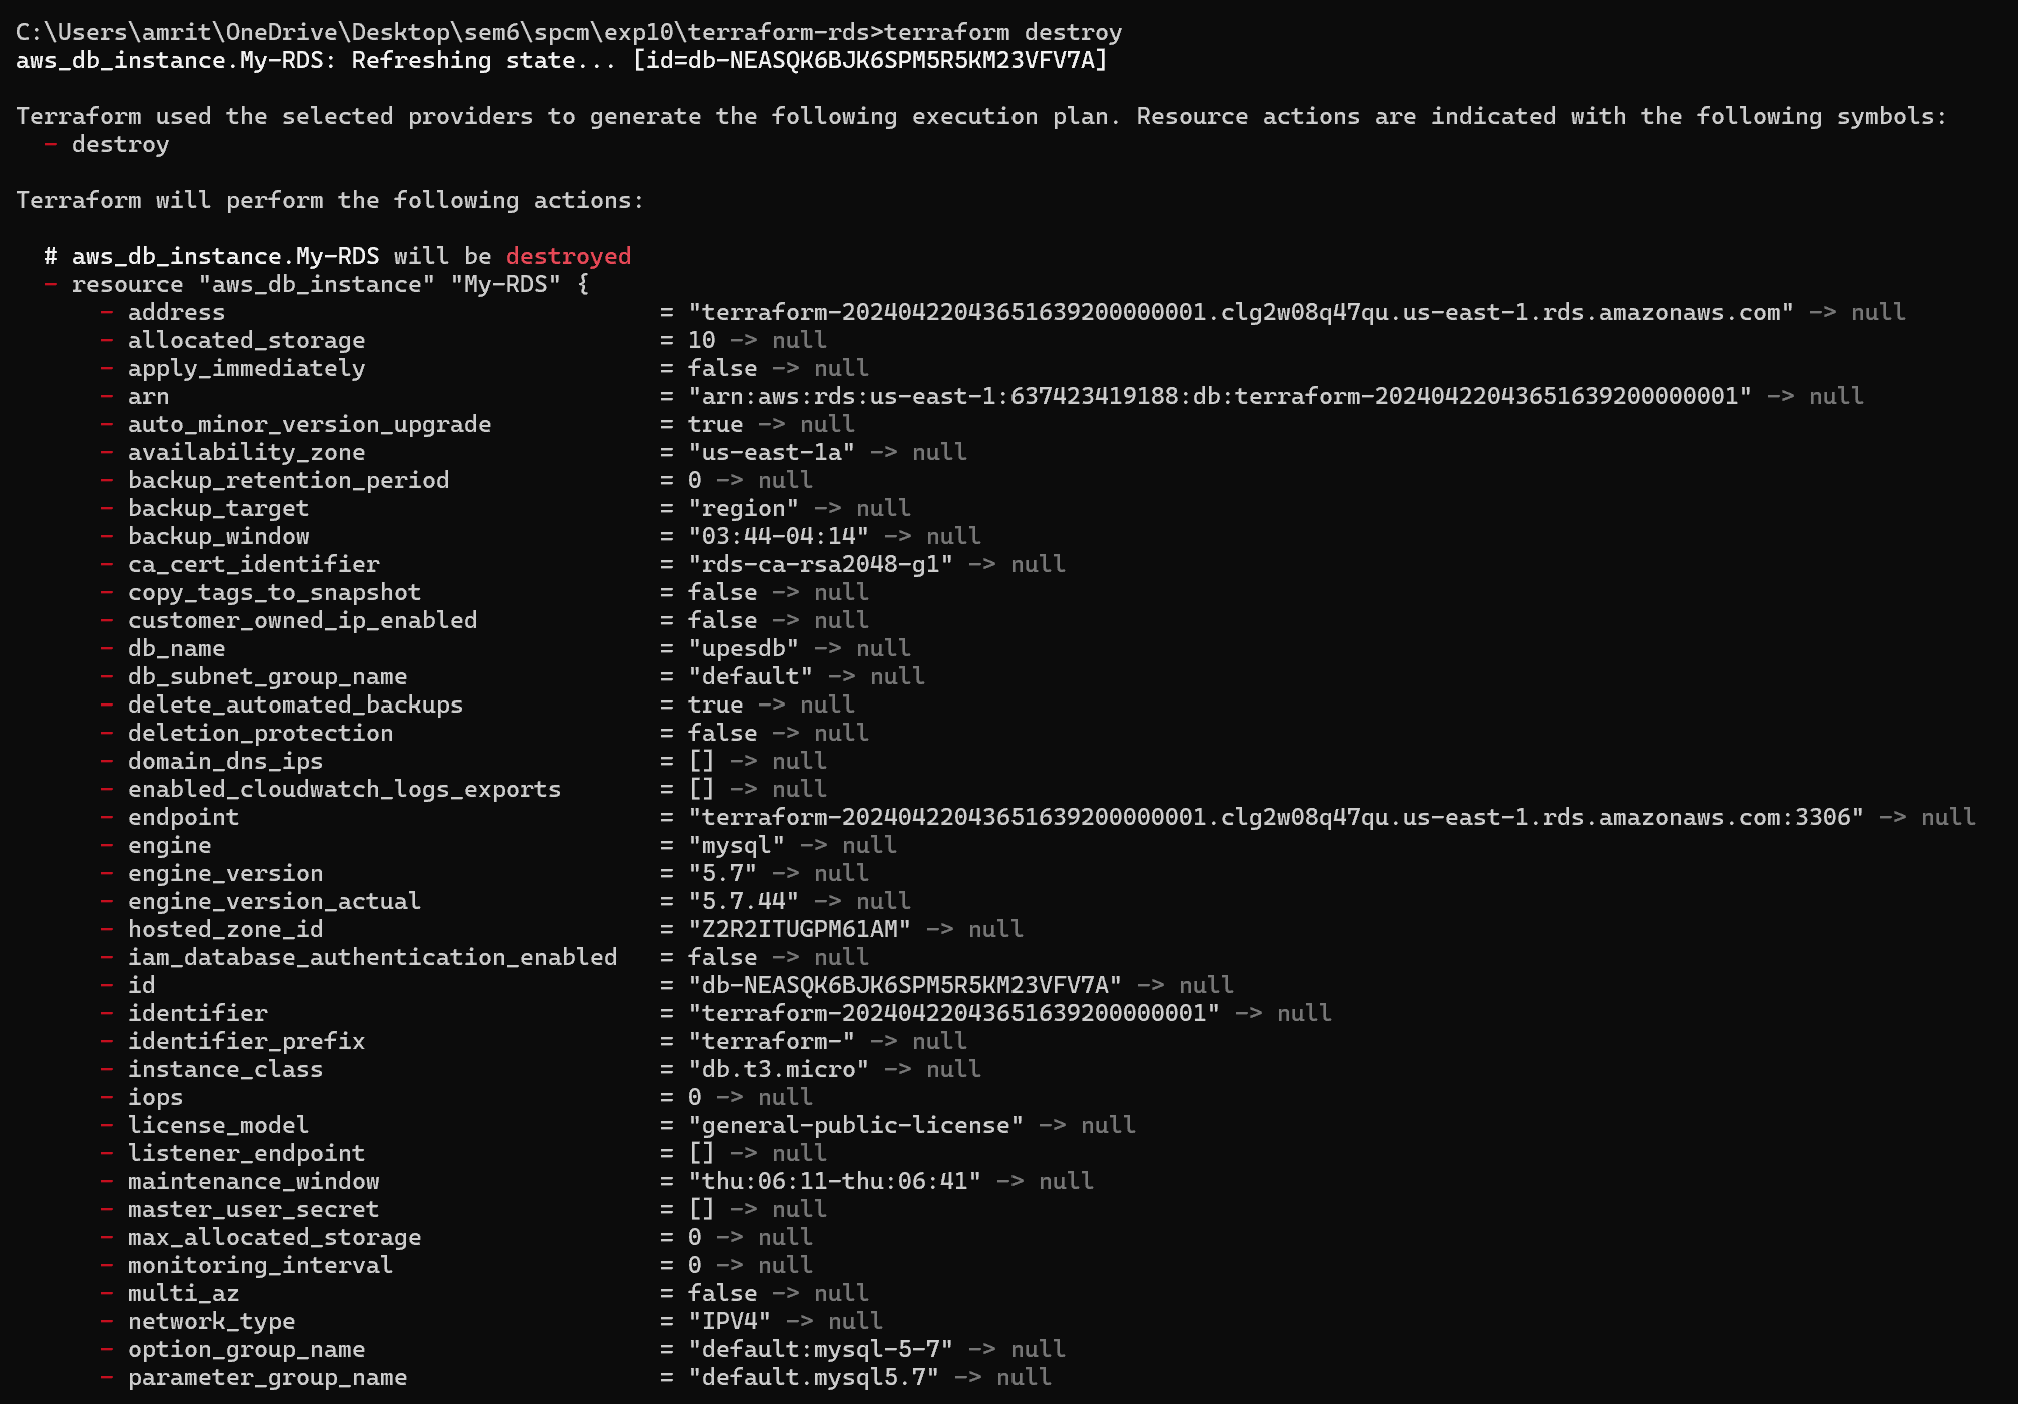 C:\Users\amrit\OneDrive\Desktop\sem6\spcm\exp10\terraform-rds>terraform destroy
aws_db_instance.My-RDS: Refreshing state... [id=db-NEASQK6BJK6SPM5R5KM23VFV7A]
Terraform used the selected providers to generate the following execution plan. Resource actions are indicated with the following symbols:
- destroy
Terraform will perform the following actions:
# aws_db_instance.My-RDS will be destroyed
- resource "aws_db_instance" "My-RDS" {
- address = "terraform-20240422043651639200000001.clg2w08q47qu.us-east-1.rds.amazonaws.com" -> null
- allocated_storage = 10 -> null
- apply_immediately = false -> null
- arn = "arn:aws:rds:us-east-1:637423419188:db:terraform-20240422043651639200000001" -> null
- auto_minor_version_upgrade = true -> null
- availability_zone = "us-east-1a" -> null
- backup_retention_period = 0 -> null
- backup_target = "region" -> null
- backup_window = "03:44-04:14" -> null
- ca_cert_identifier = "rds-ca-rsa2048-g1" -> null
- copy_tags_to_snapshot = false -> null
- customer_owned_ip_enabled = false -> null
- db_name = "upesdb" -> null
- db_subnet_group_name = "default" -> null
- delete_automated_backups = true -> null
- deletion_protection = false -> null
- domain_dns_ips = [] -> null
- enabled_cloudwatch_logs_exports = [] -> null
- endpoint = "terraform-20240422043651639200000001.clg2w08q47qu.us-east-1.rds.amazonaws.com:3306" -> null
- engine = "mysql" -> null
- engine_version = "5.7" -> null
- engine_version_actual = "5.7.44" -> null
- hosted_zone_id = "Z2R2ITUGPM61AM" -> null
- iam_database_authentication_enabled = false -> null
- id = "db-NEASQK6BJK6SPM5R5KM23VFV7A" -> null
- identifier = "terraform-20240422043651639200000001" -> null
- identifier_prefix = "terraform-" -> null
- instance_class = "db.t3.micro" -> null
- iops = 0 -> null
- license_model = "general-public-license" -> null
- listener_endpoint = [] -> null
- maintenance_window = "thu:06:11-thu:06:41" -> null
- master_user_secret = [] -> null
- max_allocated_storage = 0 -> null
- monitoring_interval = 0 -> null
- multi_az = false -> null
- network_type = "IPV4" -> null
- option_group_name = "default:mysql-5-7" -> null
- parameter_group_name = "default.mysql5.7" -> null